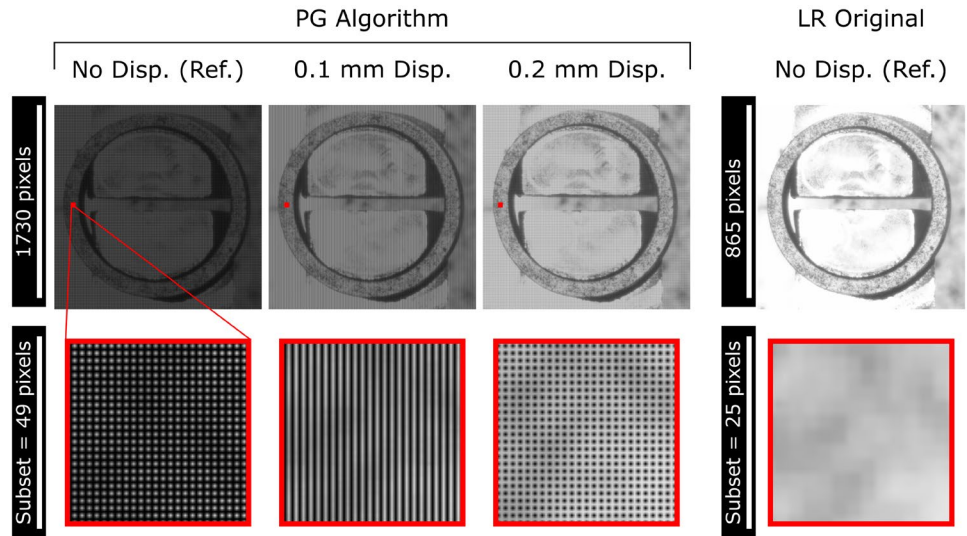 PG Algorithm
LR Original
No Disp. (Ref.)
0.1 mm Disp.
0.2 mm Disp.
No Disp. (Ref.)
1730 pixels
865 pixels
Subset = 49 pixels
Subset = 25 pixels